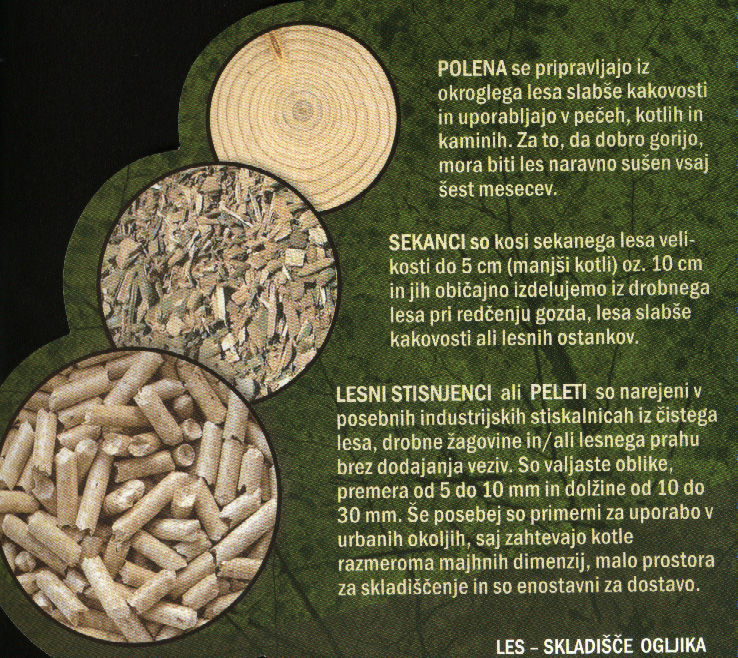 POLENA se pripravljajo iz
okroglega lesa slabše kakovosti
in uporabljajo v pečeh, kotlih in
kaminih. Za to, da dobro gorijo,
mora biti les naravno sušen vsaj
šest mesecev.
SEKANCI so kosi sekanega lesa veli-
kosti do 5 cm (manjši kotli) oz. 10 cm
in jih običajno izdelujemo iz drobnega
lesa pri redčenju gozda, lesa slabše
kakovosti ali lesnih ostankov.
LESNI STISNJENCI ali PELETI so narejeni v
posebnih industrijskih stiskalnicah iz čistega
lesa, drobne žagovine in/ali lesnega prahu
brez dodajanja veziv. So valjaste oblike,
premera od 5 do 10 mm in dolžine od 10 do
30 mm. Še posebej so primerni za uporabo v
urbanih okoljih, saj zahtevajo kotle
razmeroma majhnih dimenzij, malo prostora
za skladiščenje in so enostavni za dostavo.
LES – SKLADIŠČE OGLJIKA